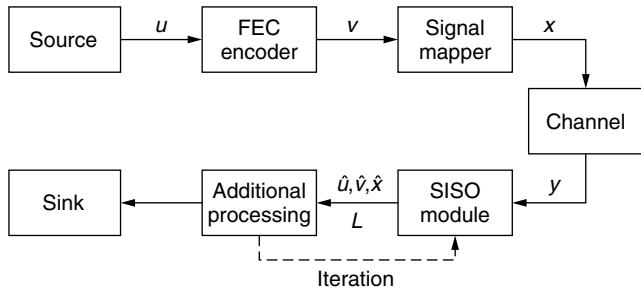 Source
u
FEC
encoder
v
Signal
mapper
x
Channel
Sink
Additional
processing
û,v̂,x̂
L
SISO
module
y
Iteration